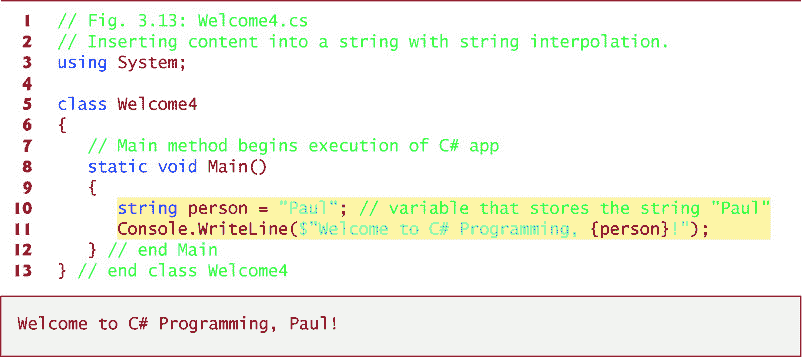 1 // Fig. 3.13: Welcome4.cs
2 // Inserting content into a string with string interpolation.
3 using System;
4
5 class Welcome4
6 {
7 // Main method begins execution of C# app
8 static void Main()
9 {
10 string person = "Paul"; // variable that stores the string "Paul"
11 Console.WriteLine($"Welcome to C# Programming, {person}!");
12 } // end Main
13 } // end class Welcome4
Welcome to C# Programming, Paul!